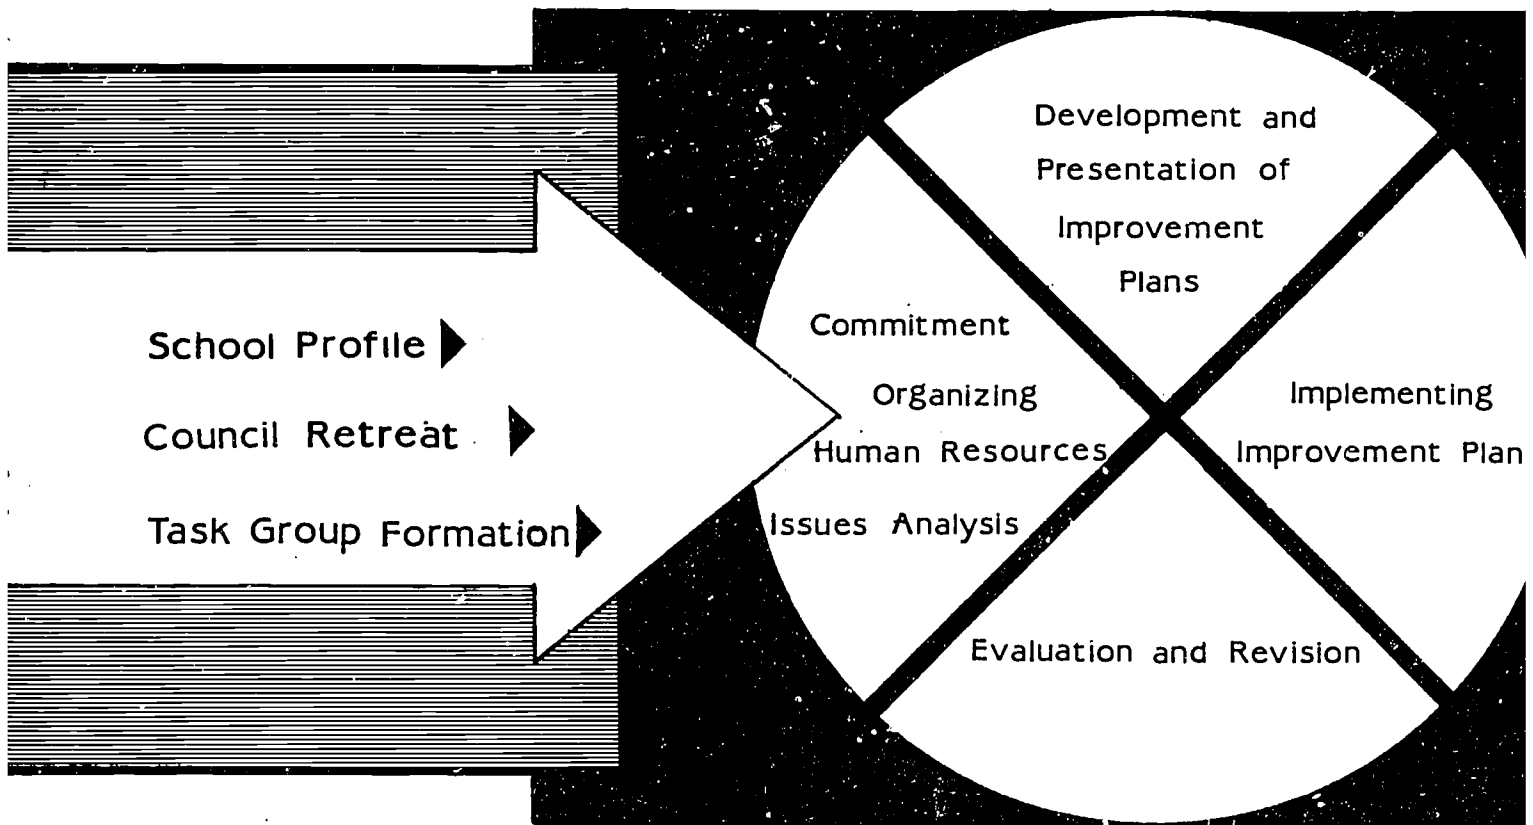 School Profile
Council Retreat
Task Group Formation
Development and
Presentation of
Improvement
Plans
Commitment
Organizing
Human Resources
Issues Analysis
Implementing
Improvement Plan
Evaluation and Revision